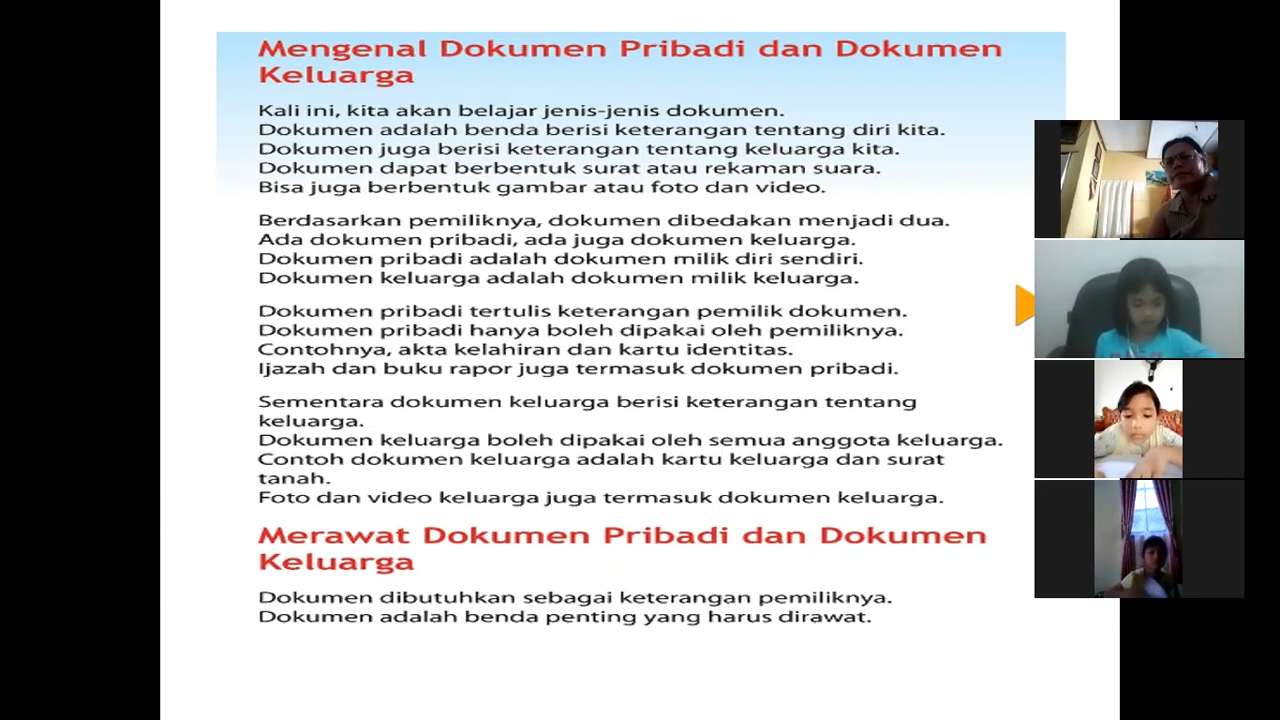 Mengenal Dokumen Pribadi dan Dokumen
Keluarga
Kali ini, kita akan belajar jenis-jenis dokumen.
Dokumen adalah benda berisi keterangan tentang diri kita.
Dokumen juga berisi keterangan tentang keluarga kita.
Dokumen dapat berbentuk surat atau rekaman suara.
Bisa juga berbentuk gambar atau foto dan video.
Berdasarkan pemiliknya, dokumen dibedakan menjadi dua.
Ada dokumen pribadi, ada juga dokumen keluarga.
Dokumen pribadi adalah dokumen milik diri sendiri.
Dokumen keluarga adalah dokumen milik keluarga.
Dokumen pribadi tertulis keterangan pemilik dokumen.
Dokumen pribadi hanya boleh dipakai oleh pemiliknya.
Contohnya, akta kelahiran dan kartu identitas.
Ijazah dan buku rapor juga termasuk dokumen pribadi.
Sementara dokumen keluarga berisi keterangan tentang
keluarga.
Dokumen keluarga boleh dipakai oleh semua anggota keluarga.
Contoh dokumen keluarga adalah kartu keluarga dan surat
tanah.
Foto dan video keluarga juga termasuk dokumen keluarga.
Merawat Dokumen Pribadi dan Dokumen
Keluarga
Dokumen dibutuhkan sebagai keterangan pemiliknya.
Dokumen adalah benda penting yang harus dirawat.